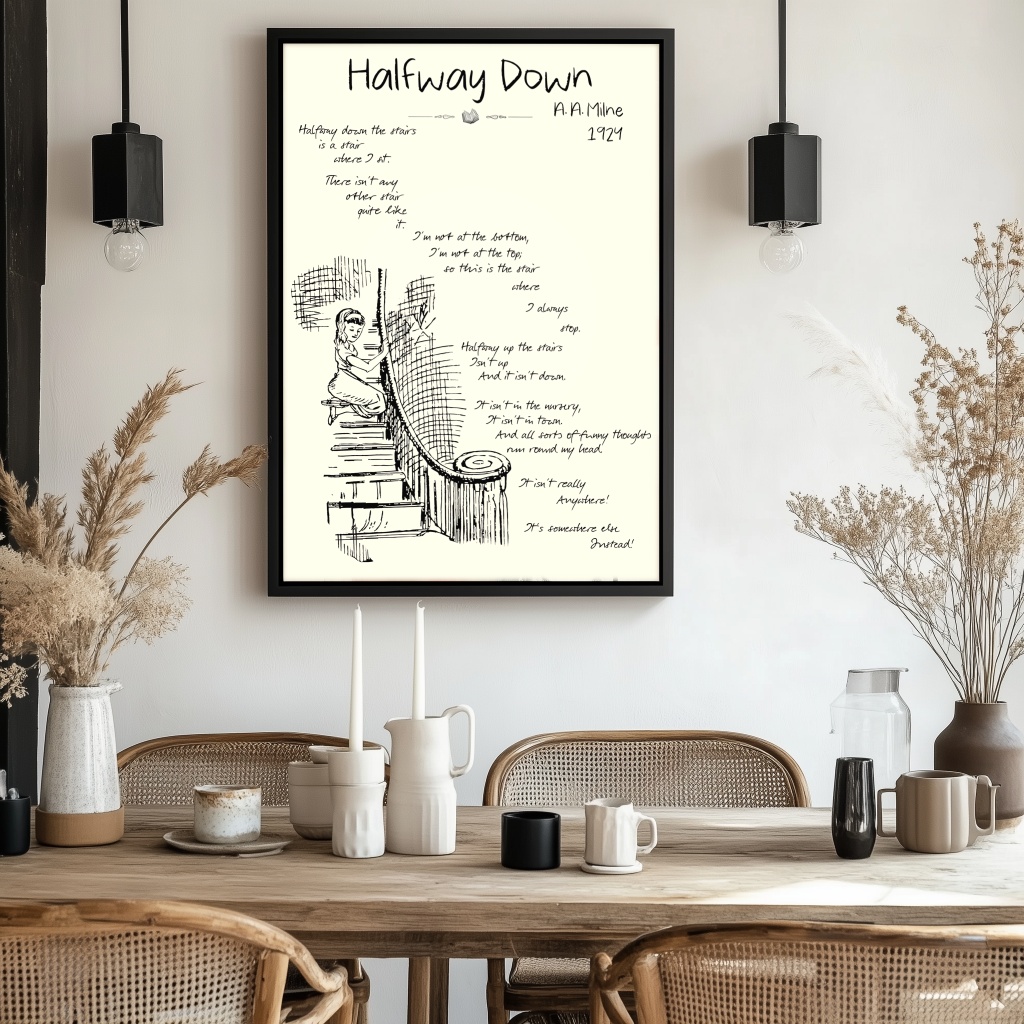 Halfway Down
A.A. Milne
1924
Halfway down the stairs
is a stair
where I sit.
There isn't any
other stair
quite like
it.
I'm not at the bottom,
I'm not at the top;
so this is the stair
where
I always
stop.
Halfway up the stairs
Isn't up
And it isn't down.
It isn't in the nursery,
It isn't in town.
And all sorts of funny thoughts
run round my head.
It isn't really
Anywhere!
It's somewhere else
Instead!